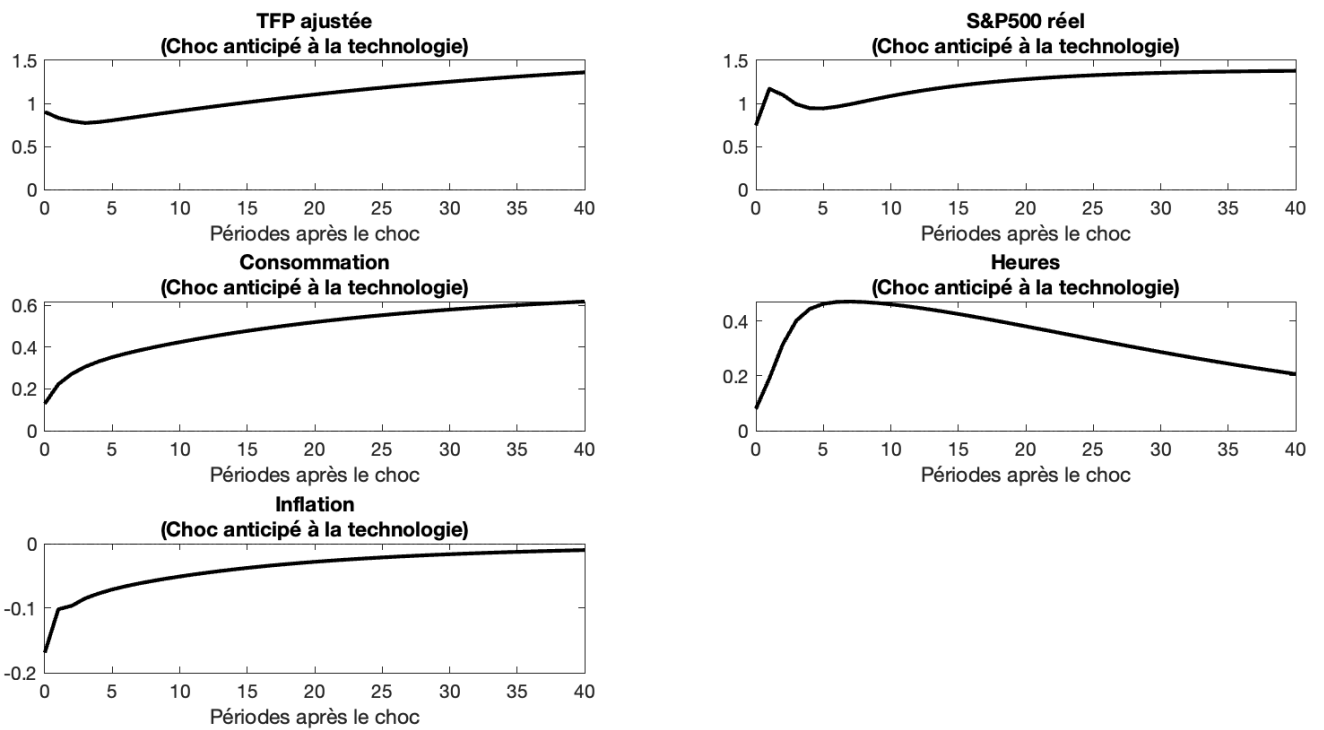 TFP ajustée
(Choc anticipé à la technologie)
1.5
1
0.5
0
0 5 10 15 20 25 30 35 40
Périodes après le choc
S&P500 réel
(Choc anticipé à la technologie)
1.5
1
0.5
0
0 5 10 15 20 25 30 35 40
Périodes après le choc
Consommation
(Choc anticipé à la technologie)
0.6
0.4
0.2
0
0 5 10 15 20 25 30 35 40
Périodes après le choc
Heures
(Choc anticipé à la technologie)
0.4
0.2
0
0 5 10 15 20 25 30 35 40
Périodes après le choc
Inflation
(Choc anticipé à la technologie)
0
-0.1
-0.2
0 5 10 15 20 25 30 35 40
Périodes après le choc